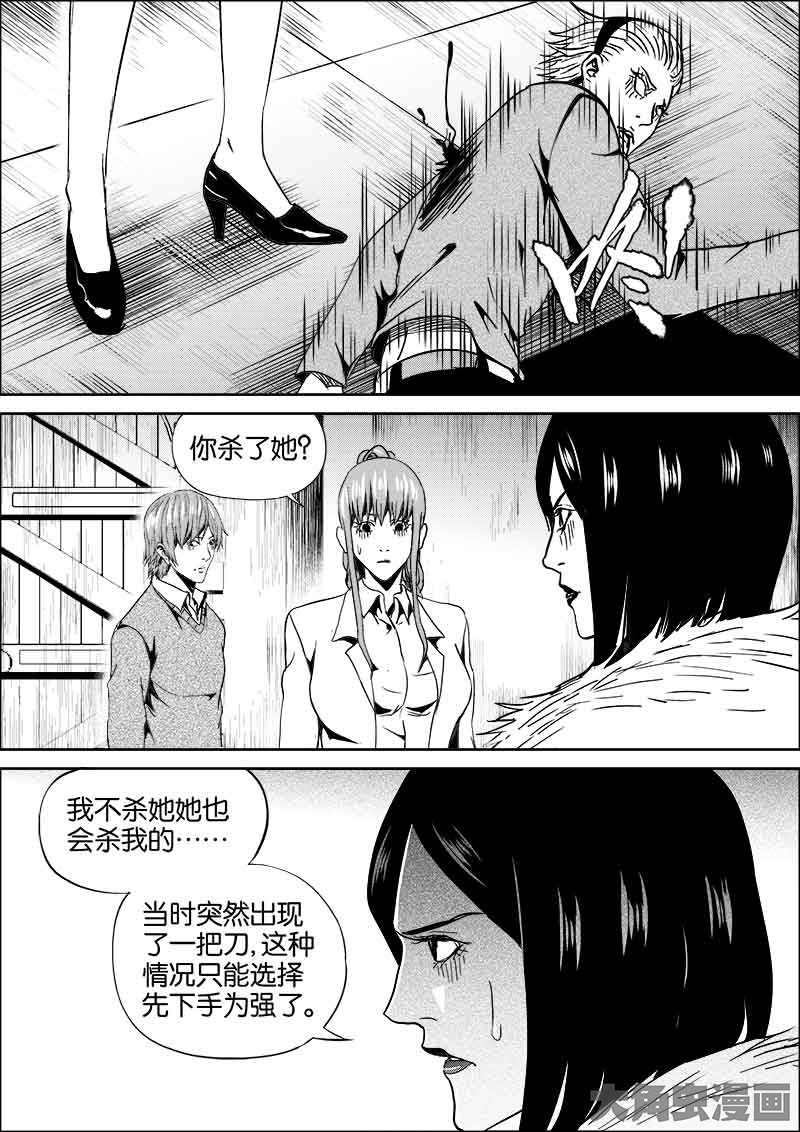 你杀了她？
我不杀她她也
会杀我的……
当时突然出现
了一把刀，这种
情况只能选择
先下手为强了。
大角虫漫画